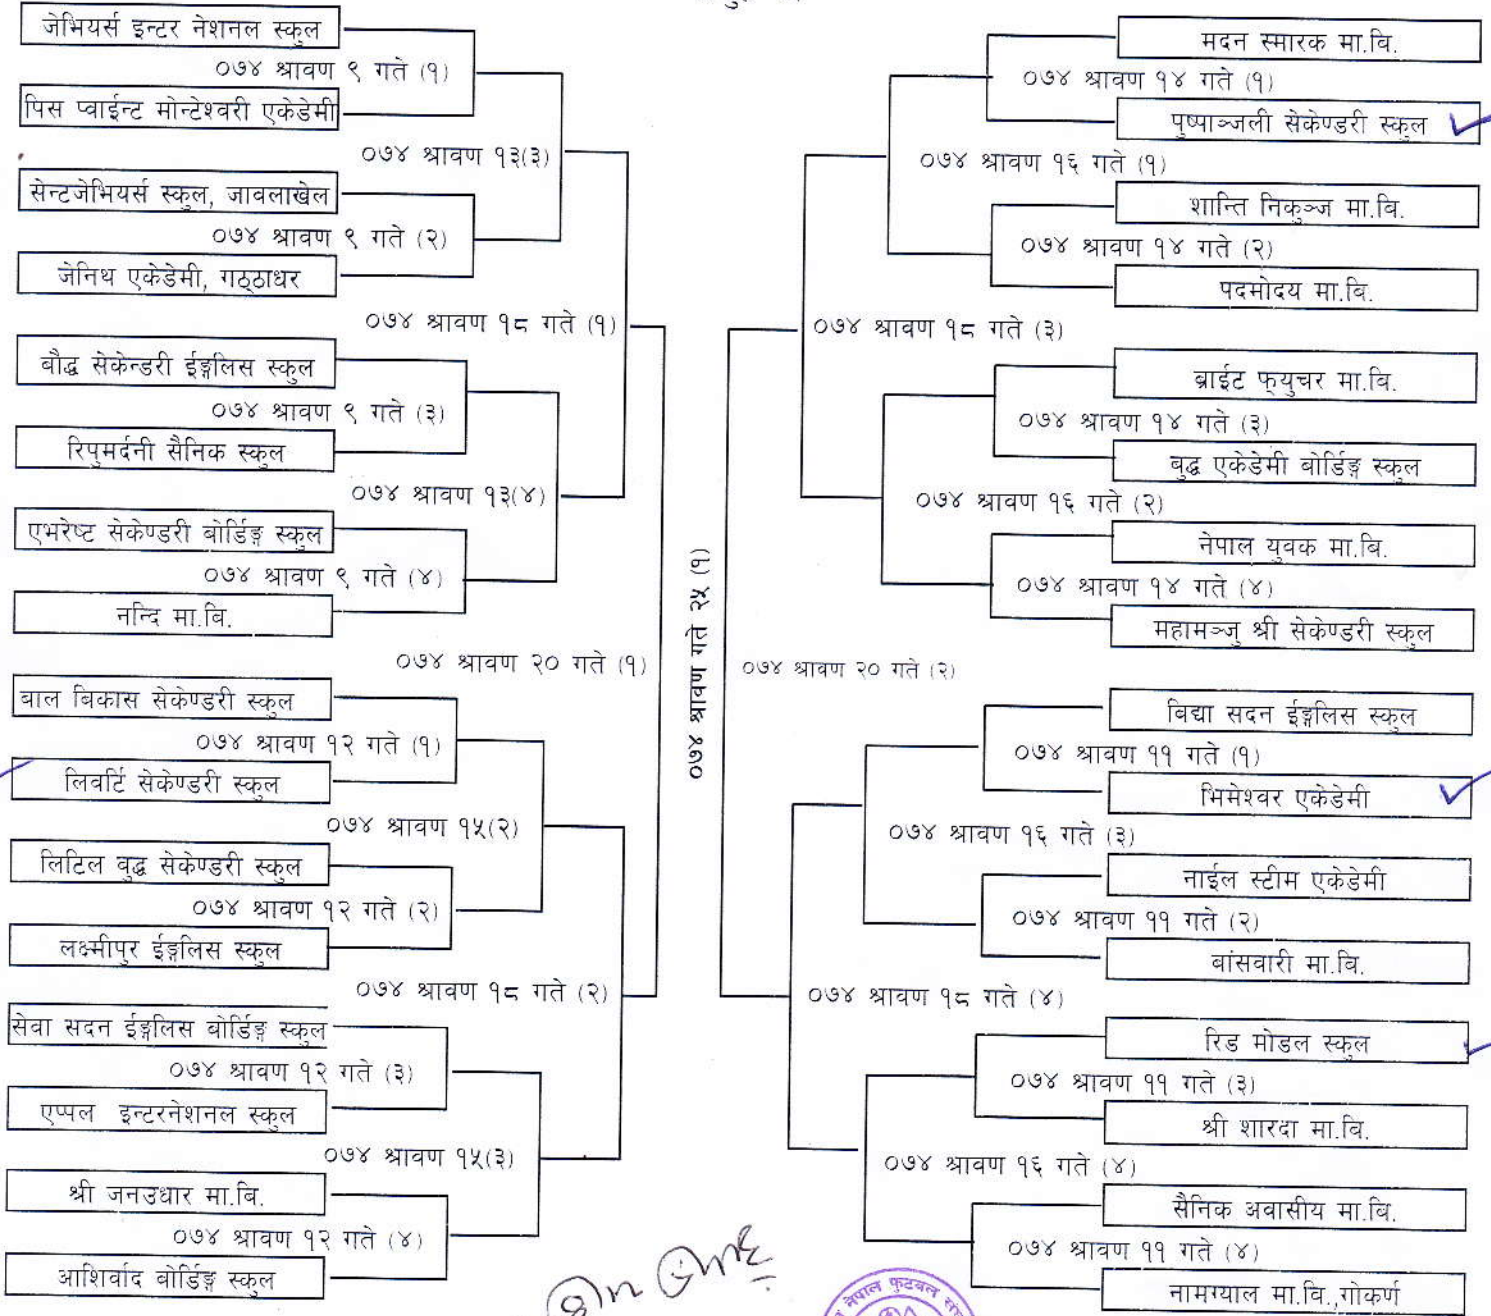 जेभियर्स इन्टर नेशनल स्कुल
०७४ श्रावण ९ गते (१)
पिस प्वाईन्ट मोन्टेश्वरी एकेडेमी
०७४ श्रावण १३(३)
सेन्टजेभियर्स स्कुल, जावलाखेल
०७४ श्रावण ९ गते (२)
जेनिथ एकेडेमी, गठ्ठाधर
०७४ श्रावण १८ गते (१)
बौद्ध सेकेन्डरी ईङ्गलिस स्कुल
०७४ श्रावण ९ गते (३)
रिपुमर्दनी सैनिक स्कुल
०७४ श्रावण १३(४)
एभरेष्ट सेकेण्डरी बोर्डिङ्ग स्कुल
०७४ श्रावण ९ गते (४)
नन्दि मा.बि.
०७४ श्रावण २० गते (१)
बाल बिकास सेकेण्डरी स्कुल
०७४ श्रावण १२ गते (१)
लिवर्टि सेकेण्डरी स्कुल
०७४ श्रावण १५(२)
लिटिल बुद्ध सेकेण्डरी स्कुल
०७४ श्रावण १२ गते (२)
लक्ष्मीपुर ईङ्गलिस स्कुल
०७४ श्रावण १८ गते (२)
सेवा सदन ईङ्गलिस बोर्डिङ्ग स्कुल
०७४ श्रावण १२ गते (३)
एप्पल इन्टरनेशनल स्कुल
०७४ श्रावण १५(३)
श्री जनउधार मा.बि.
०७४ श्रावण १२ गते (४)
आशिर्वाद बोर्डिङ्ग स्कुल
०७४ श्रावण गते २५ (१)
मदन स्मारक मा.बि.
०७४ श्रावण १४ गते (१)
पुष्पाञ्जली सेकेण्डरी स्कुल
०७४ श्रावण १६ गते (१)
शान्ति निकुञ्ज मा.बि.
०७४ श्रावण १४ गते (२)
पदमोदय मा.बि.
०७४ श्रावण १८ गते (३)
ब्राईट फ्युचर मा.बि.
०७४ श्रावण १४ गते (३)
बुद्ध एकेडेमी बोर्डिङ्ग स्कुल
०७४ श्रावण १६ गते (२)
नेपाल युवक मा.बि.
०७४ श्रावण १४ गते (४)
महामञ्जु श्री सेकेण्डरी स्कुल
०७४ श्रावण २० गते (२)
विद्या सदन ईङ्गलिस स्कुल
०७४ श्रावण ११ गते (१)
भिमेश्वर एकेडेमी
०७४ श्रावण १६ गते (३)
नाईल स्टीम एकेडेमी
०७४ श्रावण ११ गते (२)
बांसवारी मा.बि.
०७४ श्रावण १८ गते (४)
रिड मोडल स्कुल
०७४ श्रावण ११ गते (३)
श्री शारदा मा.बि.
०७४ श्रावण १६ गते (४)
सैनिक अवासीय मा.बि.
०७४ श्रावण ११ गते (४)
नामग्याल मा.बि.,गोकर्ण
नेपाल फुटबल